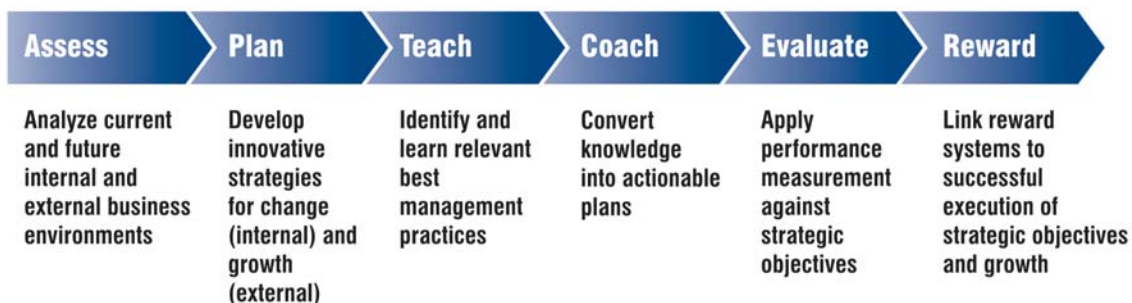 Assess
Plan
Teach
Coach
Evaluate
Reward
Analyze current
and future
internal and
external business
environments
Develop
innovative
strategies
for change
(internal) and
growth
(external)
Identify and
learn relevant
best
management
practices
Convert
knowledge
into actionable
plans
Apply
performance
measurement
against
strategic
objectives
Link reward
systems to
successful
execution of
strategic objectives
and growth